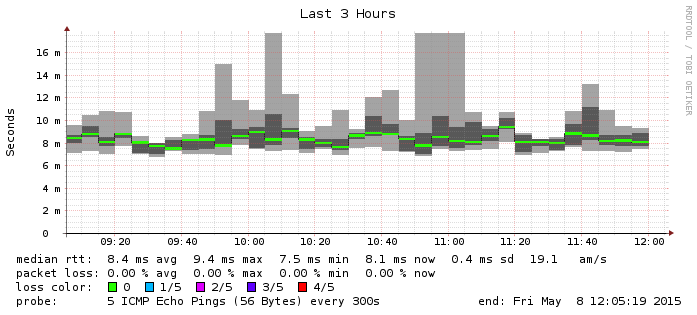 Last 3 Hours
RRDTOOL / TOBI OETIKER
Seconds
16 m
14 m
12 m
10 m
8 m
6 m
4 m
2 m
0
09:20 09:40 10:00 10:20 10:40 11:00 11:20 11:40 12:00
median rtt: 8.4 ms avg 9.4 ms max 7.5 ms min 8.1 ms now 0.4 ms sd 19.1 am/s
packet loss: 0.00 % avg 0.00 % max 0.00 % min 0.00 % now
loss color: 0 1/5 2/5 3/5 4/5
probe: 5 ICMP Echo Pings (56 Bytes) every 300s end: Fri May 8 12:05:19 2015